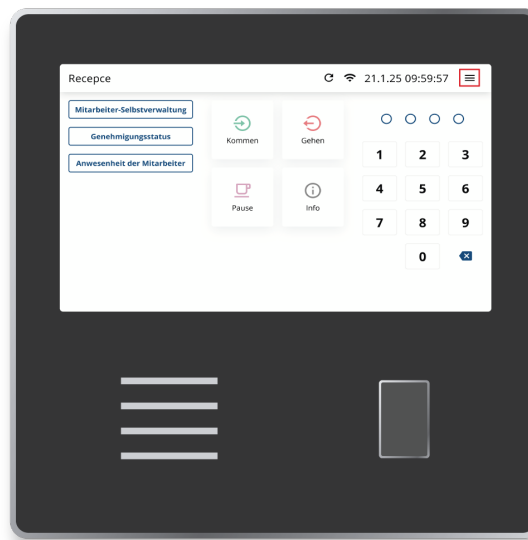 Recepce 21.1.25 09:59:57
Mitarbeiter-Selbstverwaltung
Genehmigungsstatus
Anwesenheit der Mitarbeiter
Kommen
Gehen
Pause
Info
1 2 3
4 5 6
7 8 9
0